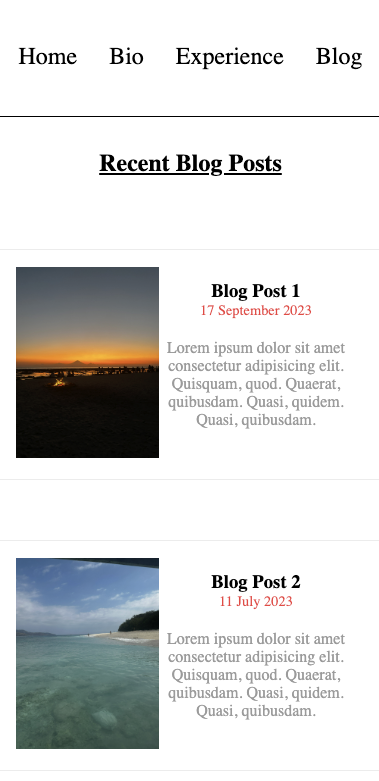 Home Bio Experience Blog
Recent Blog Posts
Blog Post 1
17 September 2023
Lorem ipsum dolor sit amet
consectetur adipisicing elit.
Quisquam, quod. Quaerat,
quibusdam. Quasi, quidem.
Quasi, quibusdam.
Blog Post 2
11 July 2023
Lorem ipsum dolor sit amet
consectetur adipisicing elit.
Quisquam, quod. Quaerat,
quibusdam. Quasi, quidem.
Quasi, quibusdam.